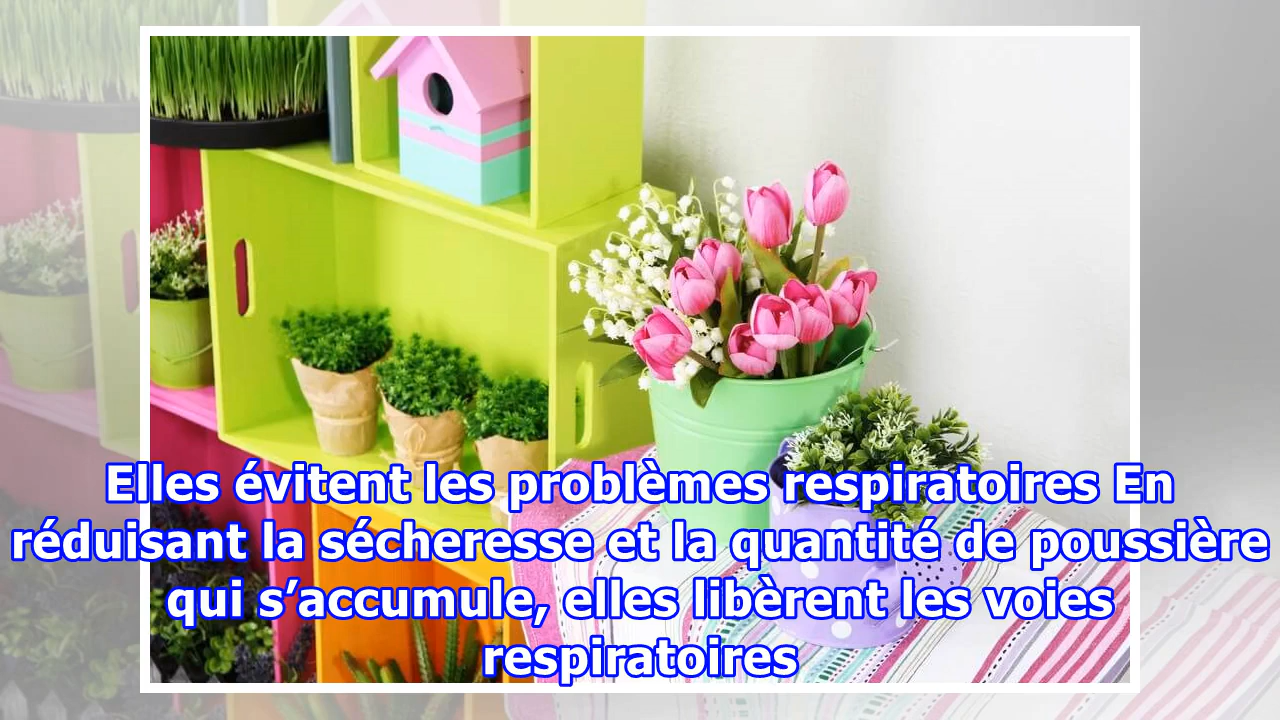 Elles évitent les problèmes respiratoires En
réduisant la sécheresse et la quantité de poussière
qui s’accumule, elles libèrent les voies
respiratoires